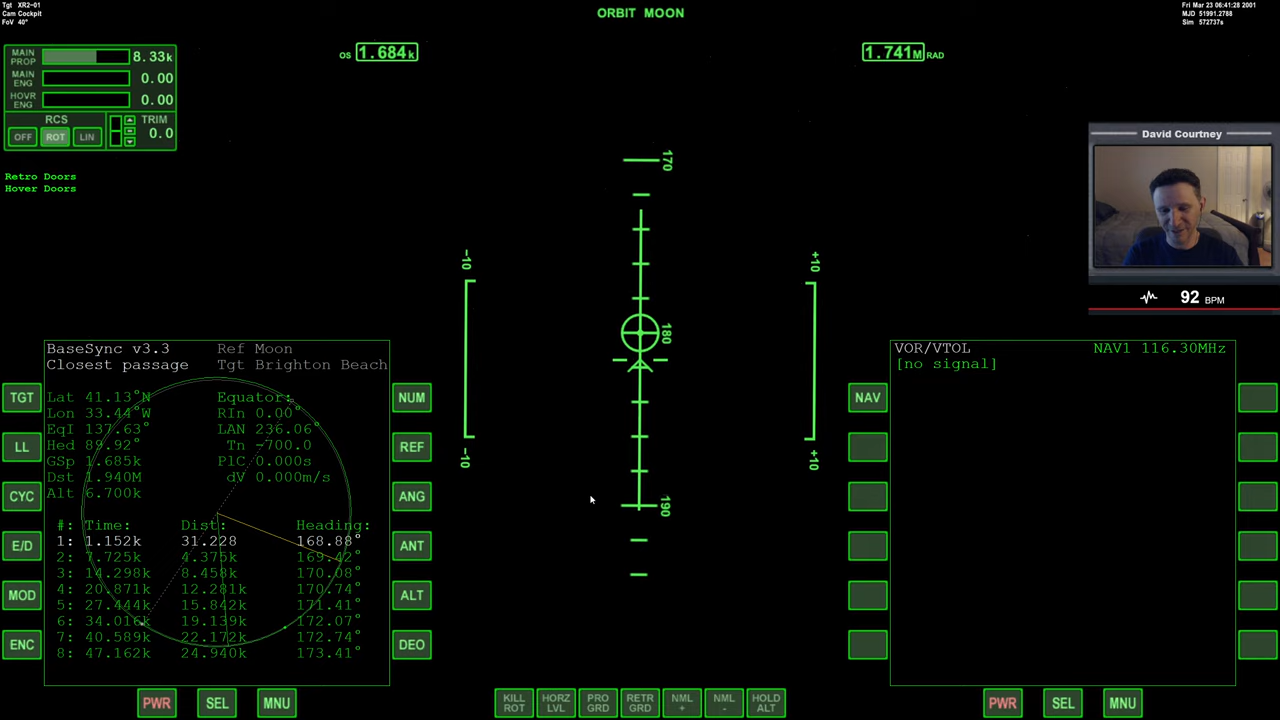 Tgt XR2-01
Cam Cockpit
FoV 40°
ORBIT MOON
Fri Mar 23 06:41:28 2001
MJD 51991.2788
Sim 572737s
MAIN PROP 8.33k
MAIN ENG 0.00
HOVR ENG 0.00
RCS TRIM
OFF ROT LIN 0.0
Retro Doors
Hover Doors
OS 1.684k
1.741M RAD
170
180
190
-10
-10
+10
+10
David Courtney
92 BPM
BaseSync v3.3 Ref Moon
Closest passage Tgt Brighton Beach
Lat 41.13°N Equator:
Lon 33.44°W RIn 0.00°
EqI 137.63° LAN 236.06°
Hed 89.92° Tn -700.0
GSp 1.685k PlC 0.000s
Dst 1.940M dV 0.000m/s
Alt 6.700k
#: Time: Dist: Heading:
1: 1.152k 31.228 168.88°
2: 7.725k 4.375k 169.42°
3: 14.298k 8.458k 170.08°
4: 20.871k 12.281k 170.74°
5: 27.444k 15.842k 171.41°
6: 34.016k 19.139k 172.07°
7: 40.589k 22.172k 172.74°
8: 47.162k 24.940k 173.41°
TGT
LL
CYC
E/D
MOD
ENC
NUM
REF
ANG
ANT
ALT
DEO
PWR SEL MNU
KILL ROT
HORZ LVL
PRO GRD
RETR GRD
NML +
NML -
HOLD ALT
VOR/VTOL NAV1 116.30MHz
[no signal]
NAV
PWR SEL MNU